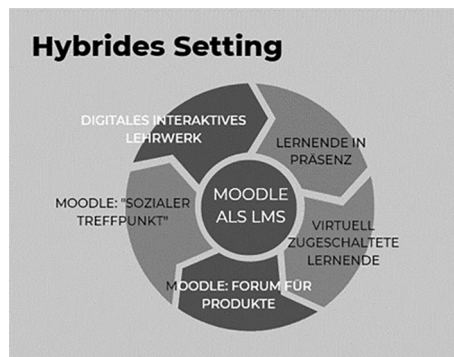 Hybrides Setting
DIGITALES INTERAKTIVES
LEHRWERK
LERNENDE IN
PRÄSENZ
VIRTUELL
ZUGESCHALTETE
LERNENDE
MOODLE: FORUM FÜR
PRODUKTE
MOODLE: "SOZIALER
TREFFPUNKT"
MOODLE
ALS LMS